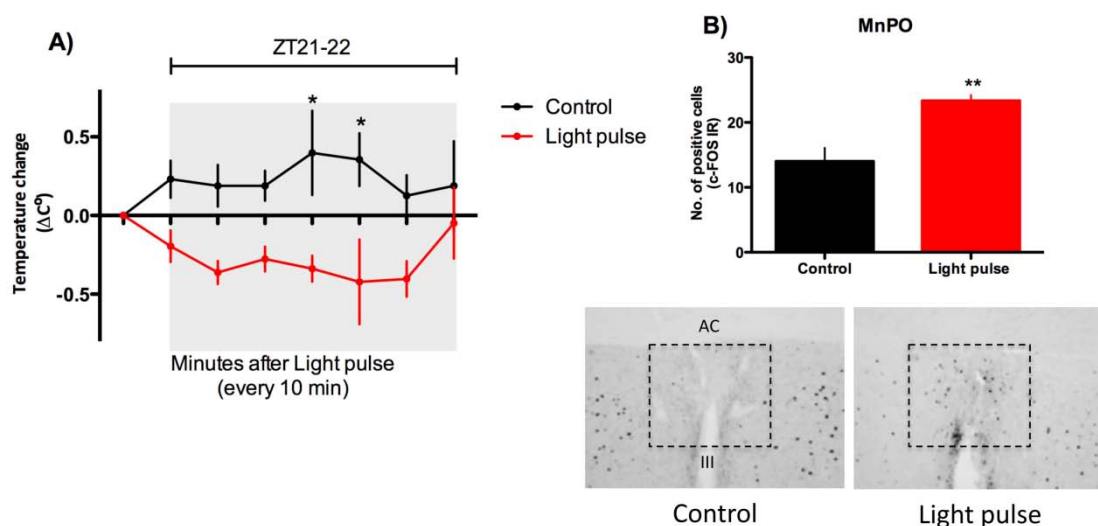 A)
ZT21-22
*
*
0.5
0.0
-0.5
Temperature change
(ΔCº)
Minutes after Light pulse
(every 10 min)
Control
Light pulse
B)
MnPO
**
30
20
10
0
No. of positive cells
(c-FOS IR)
Control
Light pulse
AC
III
Control
Light pulse